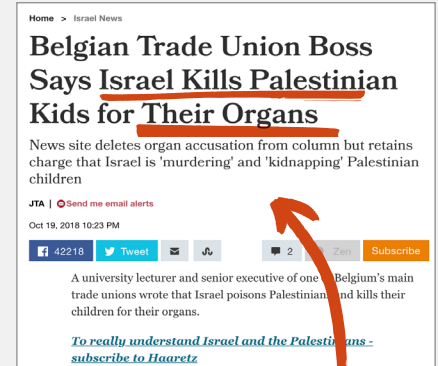 Home > Israel News
Belgian Trade Union Boss
Says Israel Kills Palestinian
Kids for Their Organs
News site deletes organ accusation from column but retains
charge that Israel is 'murdering' and 'kidnapping' Palestinian
children
JTA | Send me email alerts
Oct 19, 2018 10:23 PM
42218 Tweet 2 Zen Subscribe
A university lecturer and senior executive of one Belgium's main
trade unions wrote that Israel poisons Palestinian and kills their
children for their organs.
To really understand Israel and the Palestinians -
subscribe to Haaretz